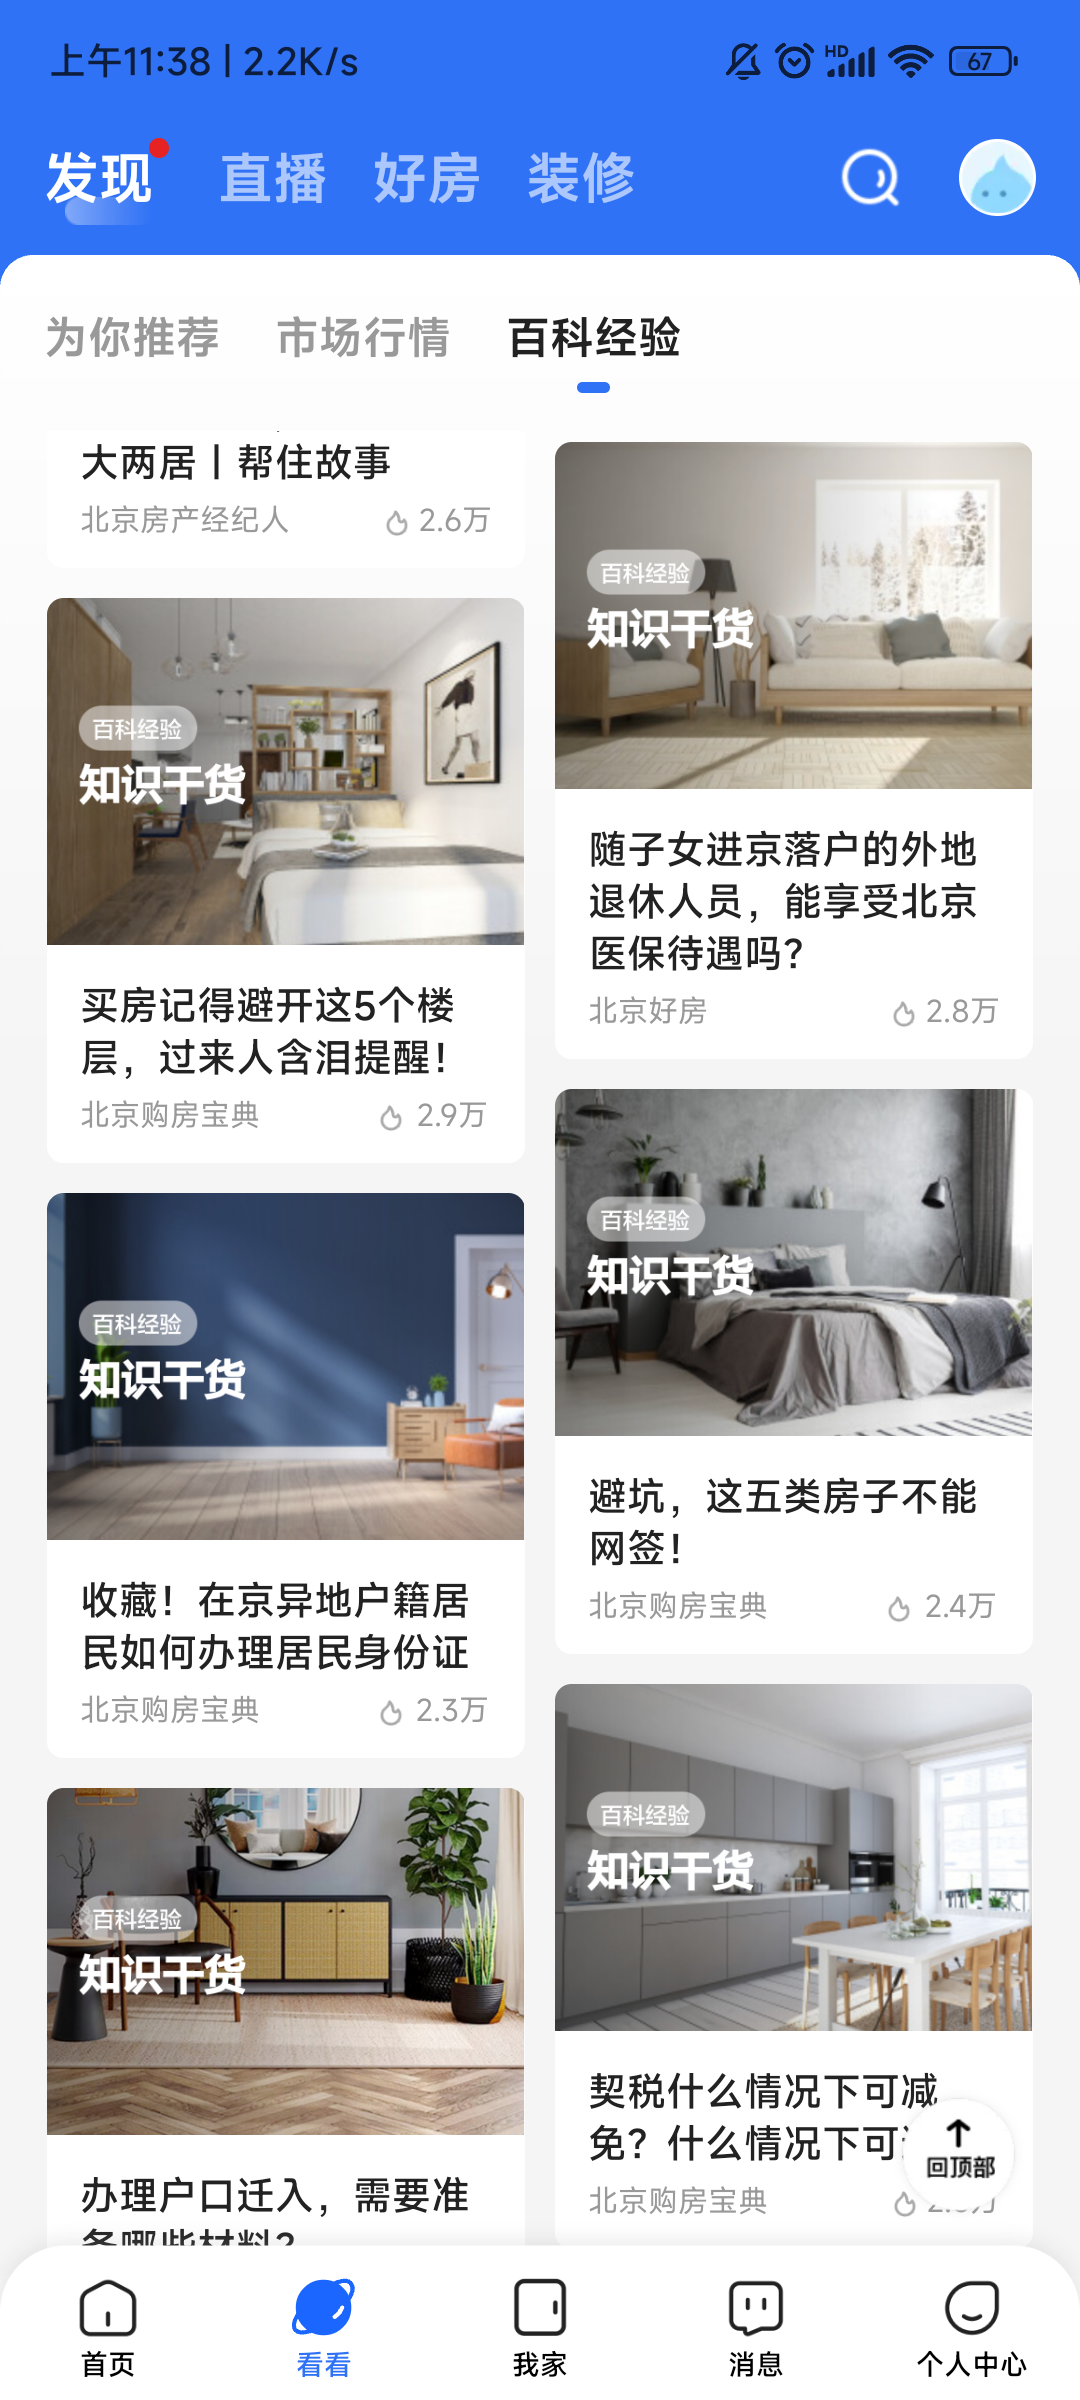 上午11:38 | 2.2K/s
HD
67
发现
直播
好房
装修
为你推荐
市场行情
百科经验
大两居丨帮住故事
北京房产经纪人
2.6万
百科经验
知识干货
买房记得避开这5个楼
层，过来人含泪提醒！
北京购房宝典
2.9万
百科经验
知识干货
收藏！在京异地户籍居
民如何办理居民身份证
北京购房宝典
2.3万
百科经验
知识干货
办理户口迁入，需要准
备哪些材料？
百科经验
知识干货
随子女进京落户的外地
退休人员，能享受北京
医保待遇吗？
北京好房
2.8万
百科经验
知识干货
避坑，这五类房子不能
网签！
北京购房宝典
2.4万
百科经验
知识干货
契税什么情况下可减
免？什么情况下可
北京购房宝典
回顶部
首页
看看
我家
消息
个人中心